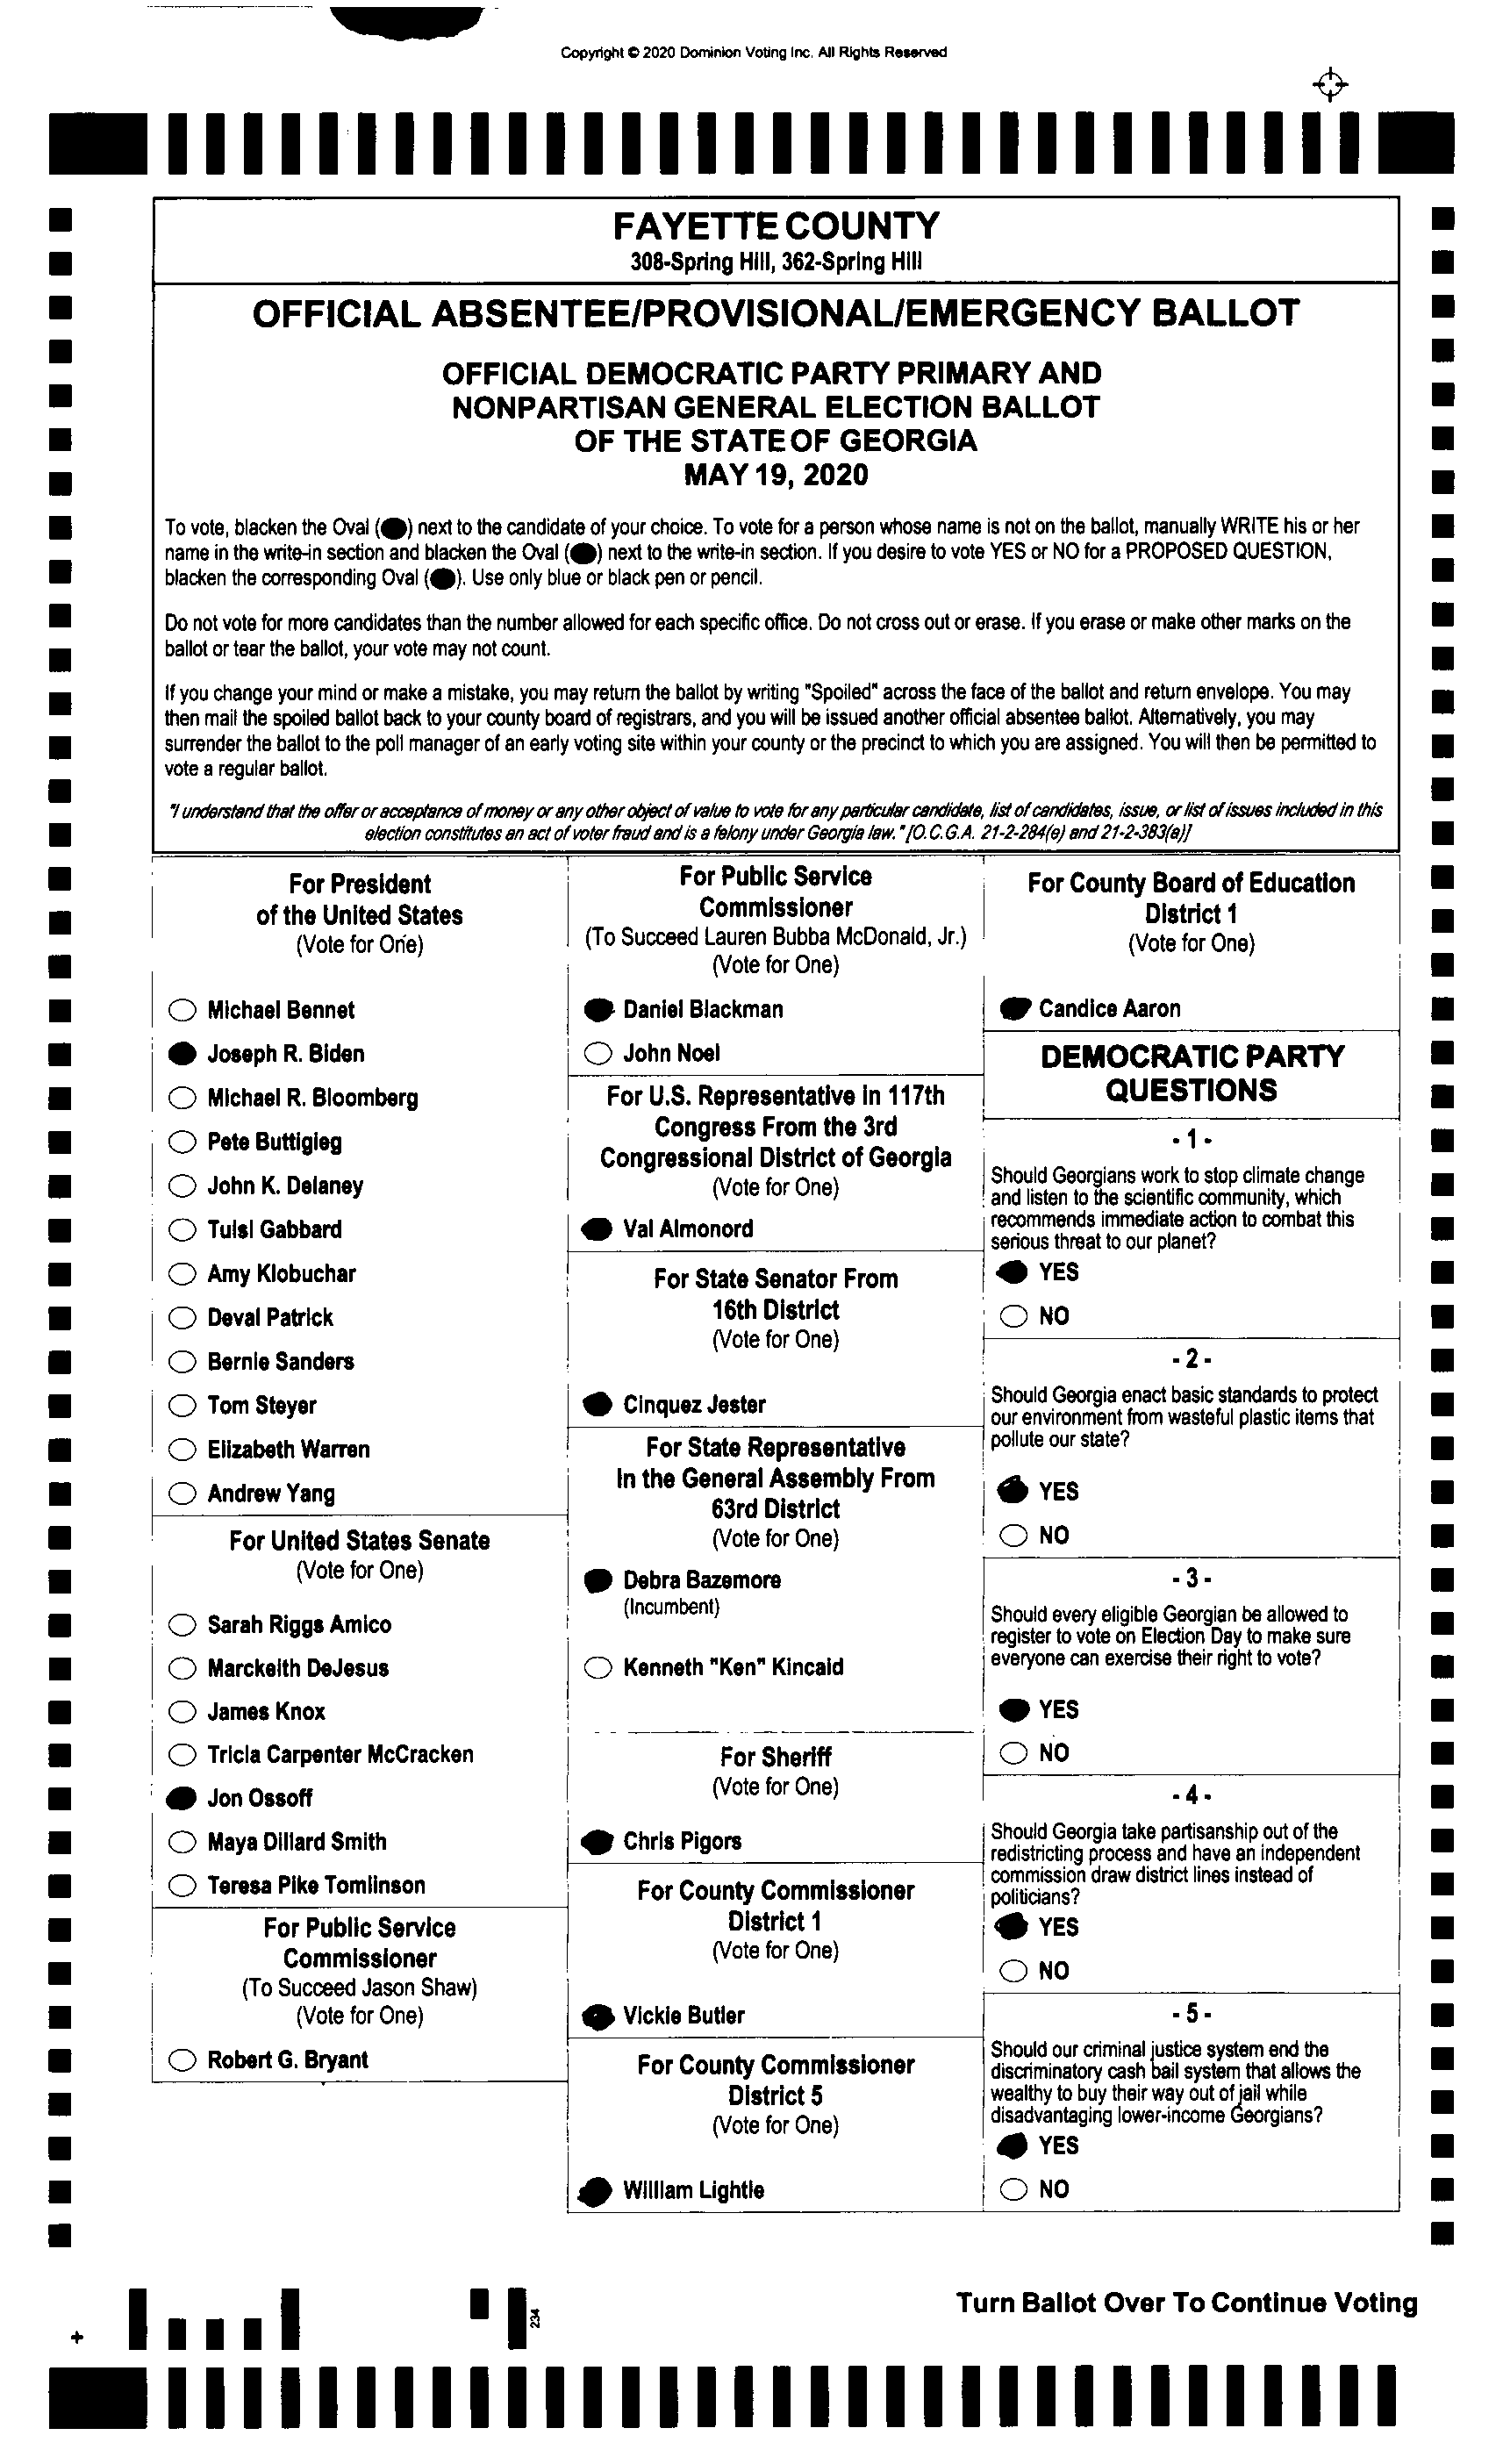 Copyright © 2020 Dominion Voting Inc. All Rights Reserved
FAYETTE COUNTY
308-Spring Hill, 362-Spring Hill
OFFICIAL ABSENTEE/PROVISIONAL/EMERGENCY BALLOT
OFFICIAL DEMOCRATIC PARTY PRIMARY AND
NONPARTISAN GENERAL ELECTION BALLOT
OF THE STATE OF GEORGIA
MAY 19, 2020
To vote, blacken the Oval ( ) next to the candidate of your choice. To vote for a person whose name is not on the ballot, manually WRITE his or her
name in the write-in section and blacken the Oval ( ) next to the write-in section. If you desire to vote YES or NO for a PROPOSED QUESTION,
blacken the corresponding Oval ( ). Use only blue or black pen or pencil.
Do not vote for more candidates than the number allowed for each specific office. Do not cross out or erase. If you erase or make other marks on the
ballot or tear the ballot, your vote may not count.
If you change your mind or make a mistake, you may return the ballot by writing "Spoiled" across the face of the ballot and return envelope. You may
then mail the spoiled ballot back to your county board of registrars, and you will be issued another official absentee ballot. Alternatively, you may
surrender the ballot to the poll manager of an early voting site within your county or the precinct to which you are assigned. You will then be permitted to
vote a regular ballot.
"I understand that the offer or acceptance of money or any other object of value to vote for any particular candidate, list of candidates, issue, or list of issues included in this
election constitutes an act of voter fraud and is a felony under Georgia law." [O.C.G.A. 21-2-284(e) and 21-2-383(a)]
For President
of the United States
(Vote for One)
Michael Bennet
Joseph R. Biden
Michael R. Bloomberg
Pete Buttigieg
John K. Delaney
Tulsi Gabbard
Amy Klobuchar
Deval Patrick
Bernie Sanders
Tom Steyer
Elizabeth Warren
Andrew Yang
For United States Senate
(Vote for One)
Sarah Riggs Amico
Marckeith DeJesus
James Knox
Tricia Carpenter McCracken
Jon Ossoff
Maya Dillard Smith
Teresa Pike Tomlinson
For Public Service
Commissioner
(To Succeed Jason Shaw)
(Vote for One)
Robert G. Bryant
For Public Service
Commissioner
(To Succeed Lauren Bubba McDonald, Jr.)
(Vote for One)
Daniel Blackman
John Noel
For U.S. Representative in 117th
Congress From the 3rd
Congressional District of Georgia
(Vote for One)
Val Almonord
For State Senator From
16th District
(Vote for One)
Cinquez Jester
For State Representative
In the General Assembly From
63rd District
(Vote for One)
Debra Bazemore
(Incumbent)
Kenneth "Ken" Kincaid
For Sheriff
(Vote for One)
Chris Pigors
For County Commissioner
District 1
(Vote for One)
Vickie Butler
For County Commissioner
District 5
(Vote for One)
William Lightle
For County Board of Education
District 1
(Vote for One)
Candice Aaron
DEMOCRATIC PARTY
QUESTIONS
- 1 -
Should Georgians work to stop climate change
and listen to the scientific community, which
recommends immediate action to combat this
serious threat to our planet?
YES
NO
- 2 -
Should Georgia enact basic standards to protect
our environment from wasteful plastic items that
pollute our state?
YES
NO
- 3 -
Should every eligible Georgian be allowed to
register to vote on Election Day to make sure
everyone can exercise their right to vote?
YES
NO
- 4 -
Should Georgia take partisanship out of the
redistricting process and have an independent
commission draw district lines instead of
politicians?
YES
NO
- 5 -
Should our criminal justice system end the
discriminatory cash bail system that allows the
wealthy to buy their way out of jail while
disadvantaging lower-income Georgians?
YES
NO
Turn Ballot Over To Continue Voting
234